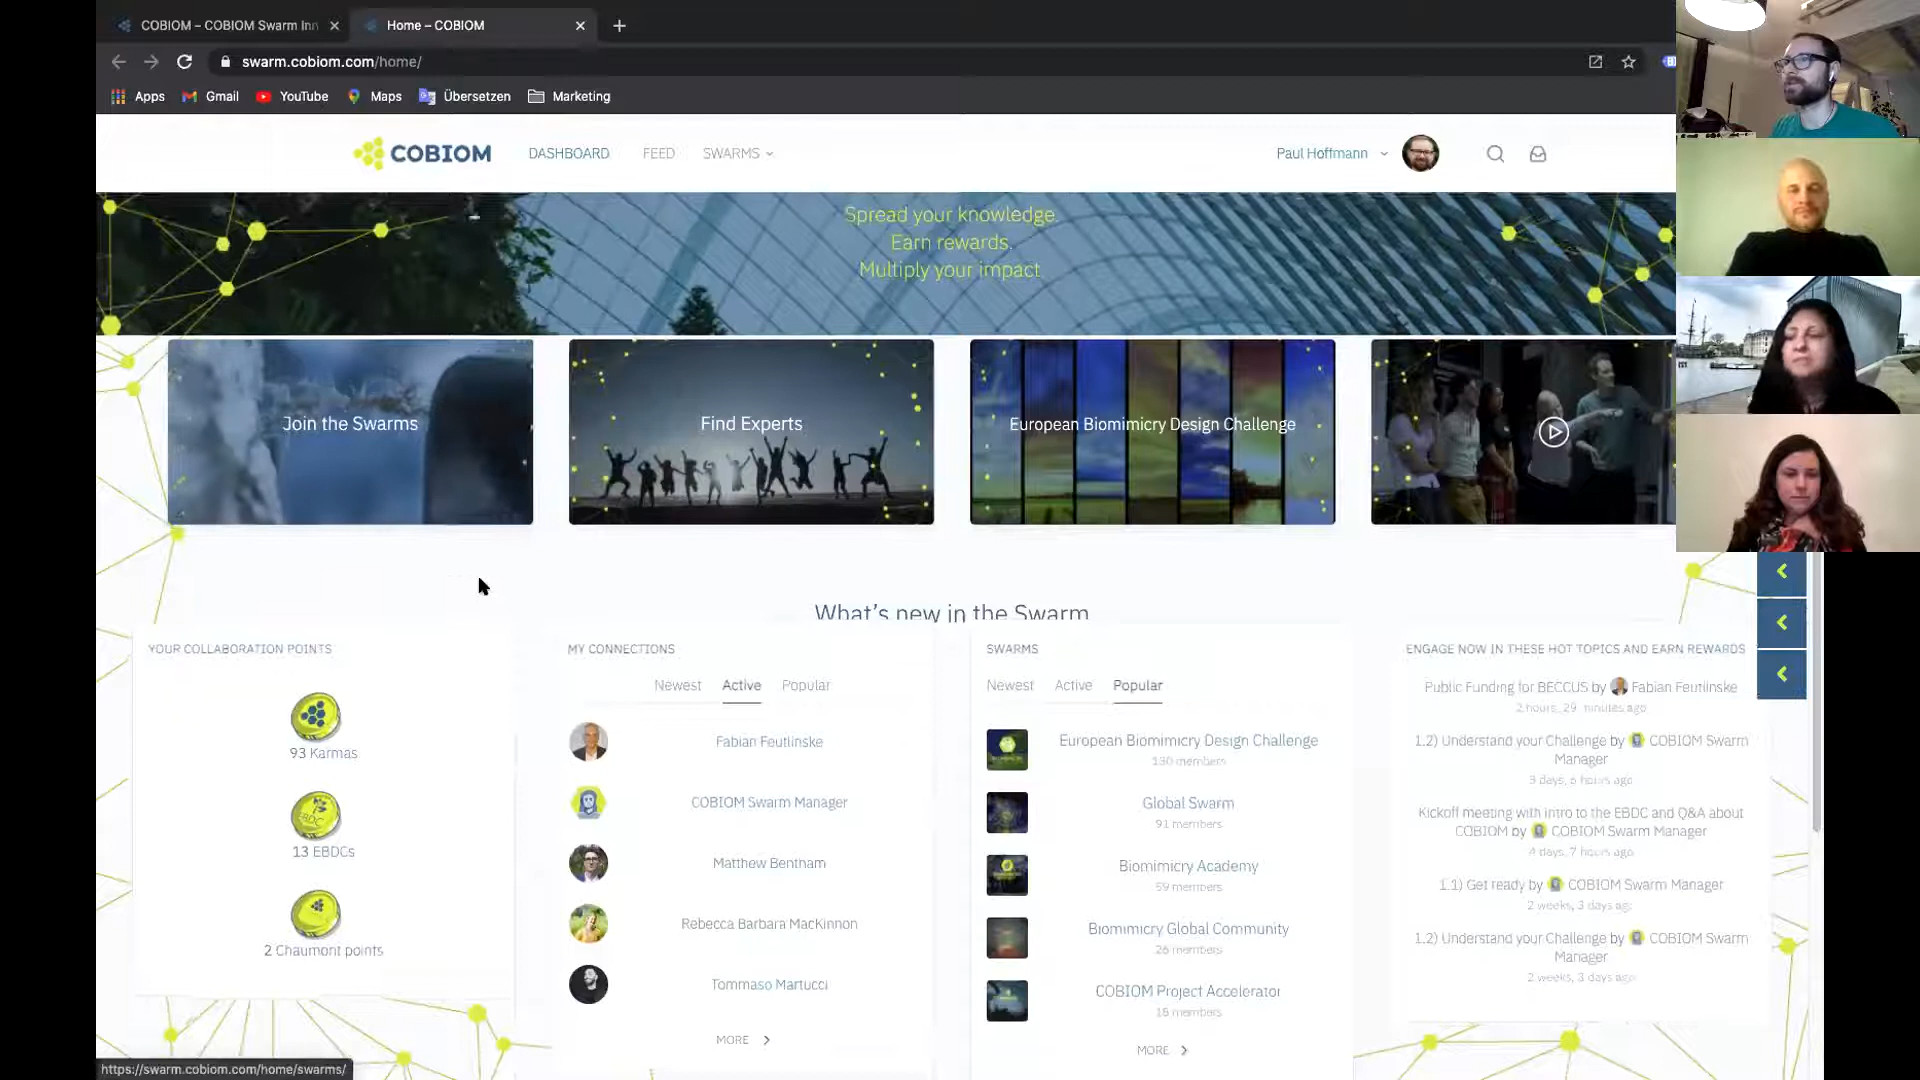 COBIOM – COBIOM Swarm Inn
Home – COBIOM
swarm.cobiom.com/home/
Apps
Gmail
YouTube
Maps
Übersetzen
Marketing
COBIOM
DASHBOARD
FEED
SWARMS
Paul Hoffmann
Spread your knowledge.
Earn rewards.
Multiply your impact
Join the Swarms
Find Experts
European Biomimicry Design Challenge
What's new in the Swarm
YOUR COLLABORATION POINTS
93 Karmas
EBDC
13 EBDCs
2 Chaumont points
MY CONNECTIONS
Newest Active Popular
Fabian Feutlinske
COBIOM Swarm Manager
Matthew Bentham
Rebecca Barbara MacKinnon
Tommaso Martucci
MORE
SWARMS
Newest Active Popular
European Biomimicry Design Challenge
130 members
Global Swarm
91 members
Biomimicry Academy
59 members
Biomimicry Global Community
26 members
COBIOM Project Accelerator
16 members
MORE
ENGAGE NOW IN THESE HOT TOPICS AND EARN REWARDS
Public Funding for BECCUS by Fabian Feutlinske
2 hours, 29 minutes ago
1.2) Understand your Challenge by COBIOM Swarm
Manager
3 days, 6 hours ago
Kickoff meeting with intro to the EBDC and Q&A about
COBIOM by COBIOM Swarm Manager
4 days, 7 hours ago
1.1) Get ready by COBIOM Swarm Manager
2 weeks, 3 days ago
1.2) Understand your Challenge by COBIOM Swarm
Manager
2 weeks, 3 days ago
https://swarm.cobiom.com/home/swarms/